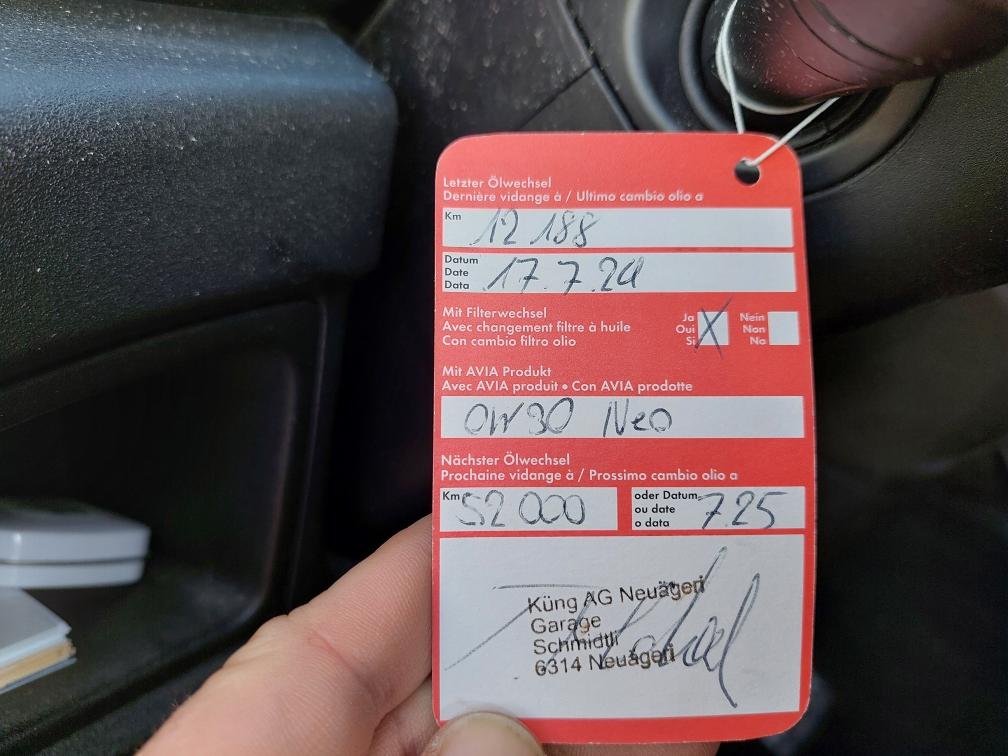 Letzter Ölwechsel
Dernière vidange à / Ultimo cambio olio a
Km 12 188
Datum
Date
Data 17.7.24
Mit Filterwechsel
Avec changement filtre à huile
Con cambio filtro olio
Ja
Oui
Si X
Nein
Non
No
Mit AVIA Produkt
Avec AVIA produit • Con AVIA prodotte
0W30 Neo
Nächster Ölwechsel
Prochaine vidange à / Prossimo cambio olio a
Km 52 000
oder Datum
ou date
o data 7.25
Küng AG Neuägeri
Garage
Schmidtli
6314 Neuägeri